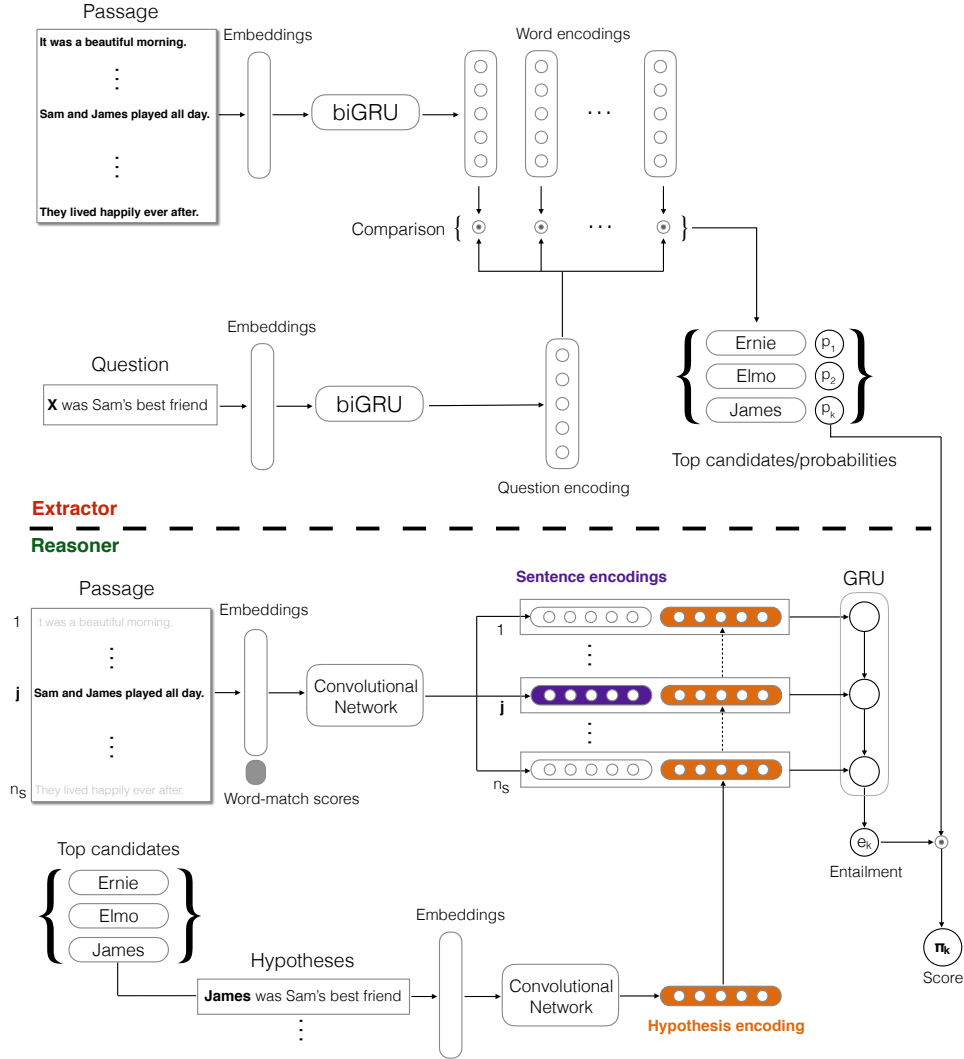 Passage
It was a beautiful morning.
Sam and James played all day.
They lived happily ever after.
Embeddings
biGRU
Word encodings
Comparison
Question
X was Sam's best friend
Embeddings
biGRU
Question encoding
Ernie p1
Elmo p2
James pk
Top candidates/probabilities
Extractor
Reasoner
Passage
1 It was a beautiful morning.
j Sam and James played all day.
ns They lived happily ever after.
Embeddings
Word-match scores
Convolutional
Network
Sentence encodings
1
j
ns
GRU
ek
Entailment
πk
Score
Top candidates
Ernie
Elmo
James
Hypotheses
James was Sam's best friend
Embeddings
Convolutional
Network
Hypothesis encoding